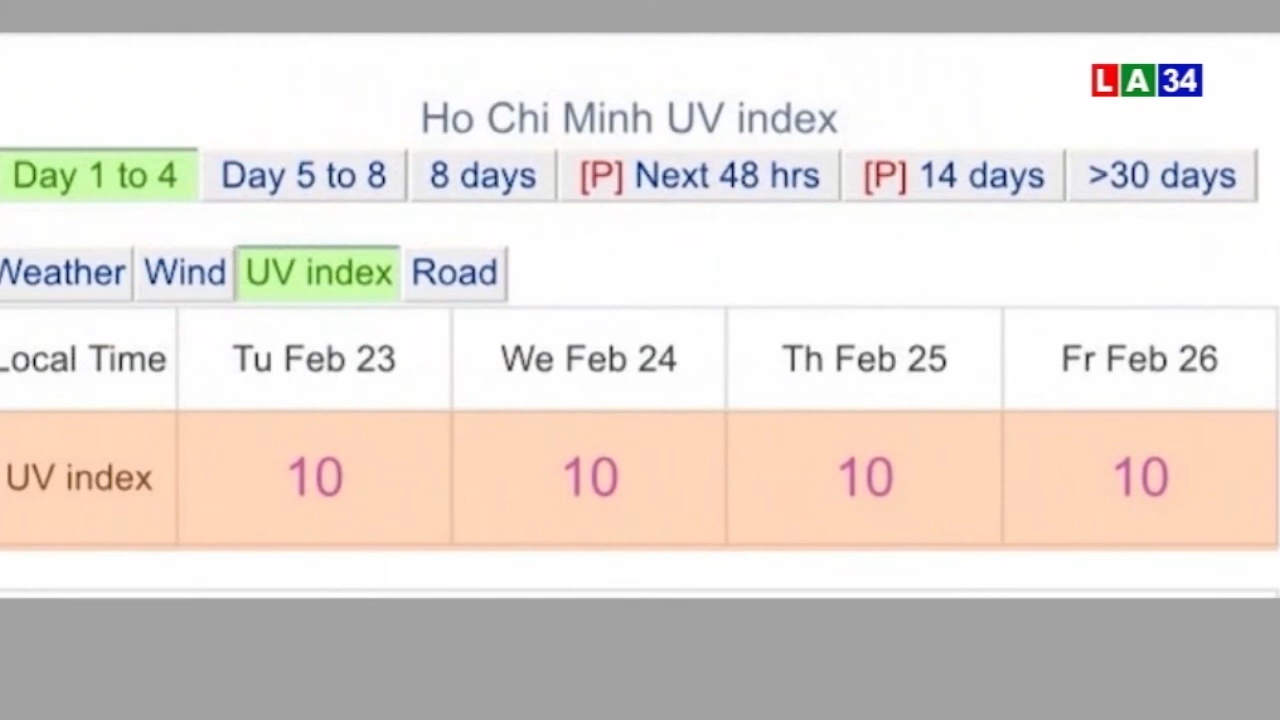 LA34
Ho Chi Minh UV index
Day 1 to 4 Day 5 to 8 8 days [P] Next 48 hrs [P] 14 days >30 days
Weather Wind UV index Road
Local Time Tu Feb 23 We Feb 24 Th Feb 25 Fr Feb 26
UV index 10 10 10 10